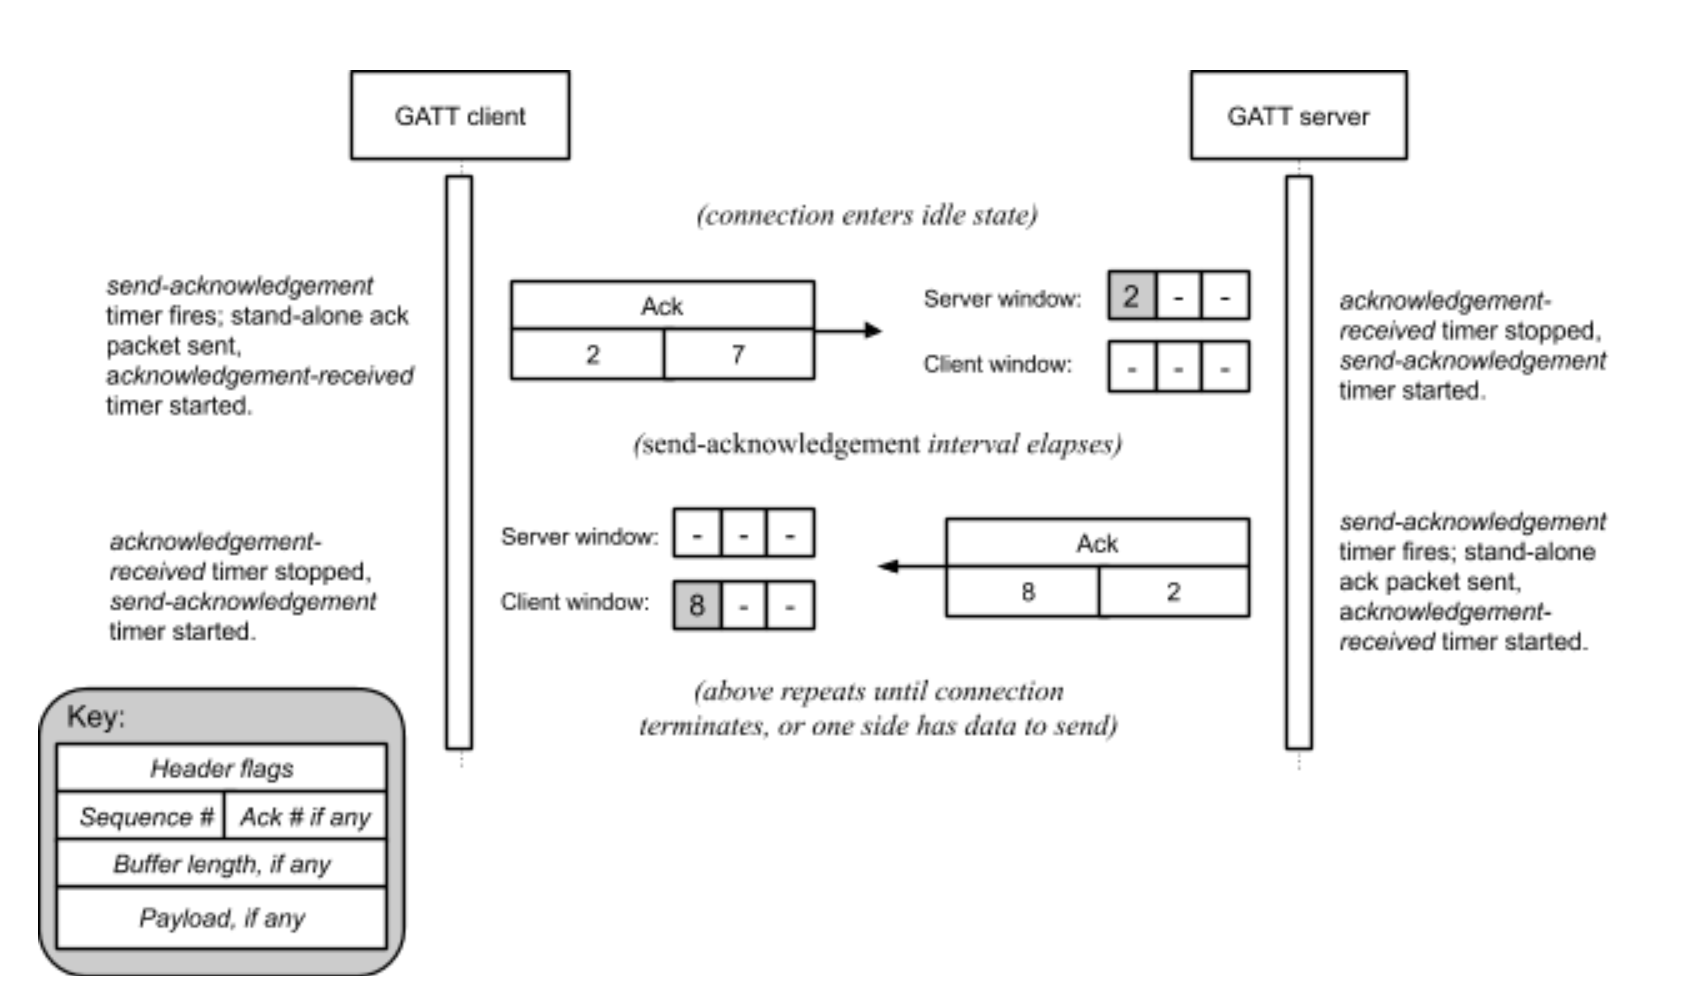 GATT client
GATT server
(connection enters idle state)
send-acknowledgement
timer fires; stand-alone ack
packet sent,
acknowledgement-received
timer started.
Ack
2 7
Server window: 2 - -
Client window: - - -
acknowledgement-
received timer stopped,
send-acknowledgement
timer started.
(send-acknowledgement interval elapses)
acknowledgement-
received timer stopped,
send-acknowledgement
timer started.
Server window: - - -
Client window: 8 - -
Ack
8 2
send-acknowledgement
timer fires; stand-alone
ack packet sent,
acknowledgement-
received timer started.
(above repeats until connection
terminates, or one side has data to send)
Key:
Header flags
Sequence # Ack # if any
Buffer length, if any
Payload, if any